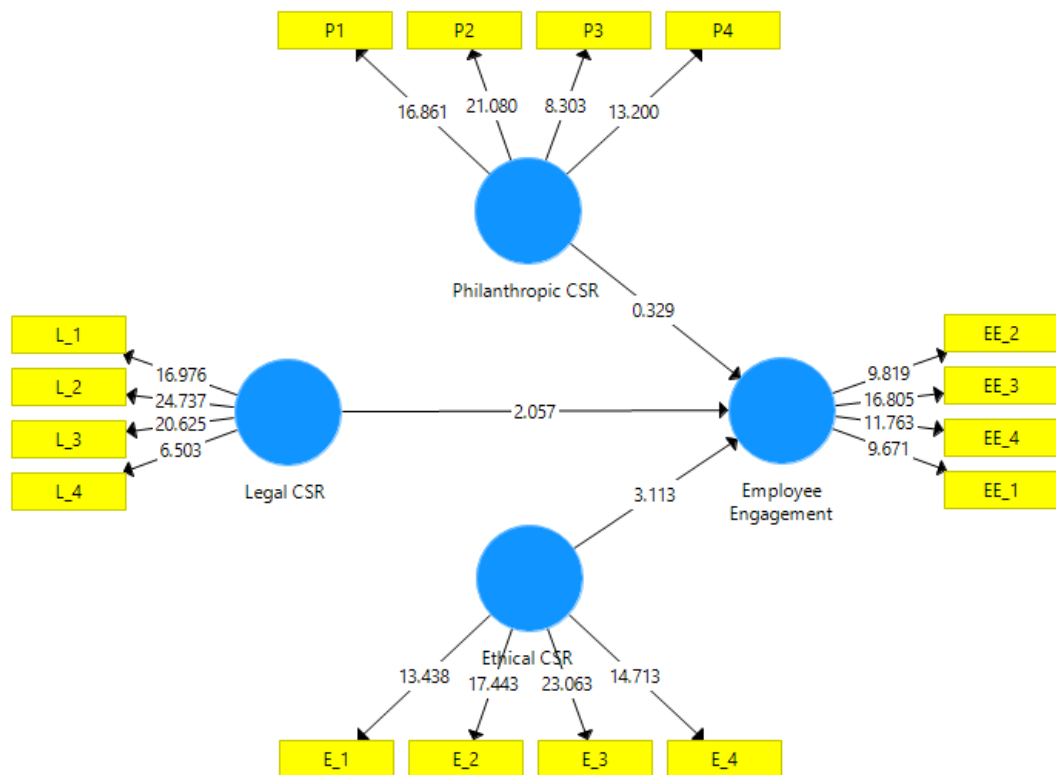 P1
P2
P3
P4
16.861
21.080
8.303
13.200
Philanthropic CSR
0.329
L_1
L_2
L_3
L_4
16.976
24.737
20.625
6.503
Legal CSR
2.057
EE_2
EE_3
EE_4
EE_1
9.819
16.805
11.763
9.671
Employee
Engagement
3.113
Ethical CSR
13.438
17.443
23.063
14.713
E_1
E_2
E_3
E_4